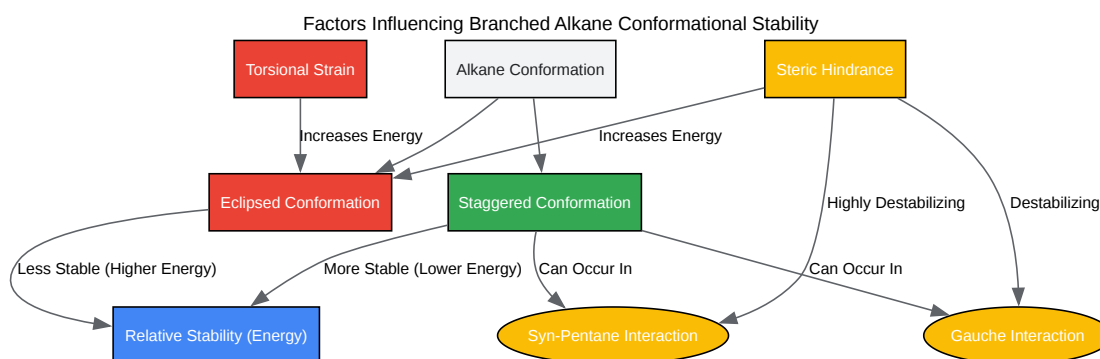 Factors Influencing Branched Alkane Conformational Stability
Torsional Strain
Alkane Conformation
Steric Hindrance
Increases Energy
Increases Energy
Eclipsed Conformation
Staggered Conformation
Highly Destabilizing
Destabilizing
Less Stable (Higher Energy)
More Stable (Lower Energy)
Can Occur In
Can Occur In
Relative Stability (Energy)
Syn-Pentane Interaction
Gauche Interaction